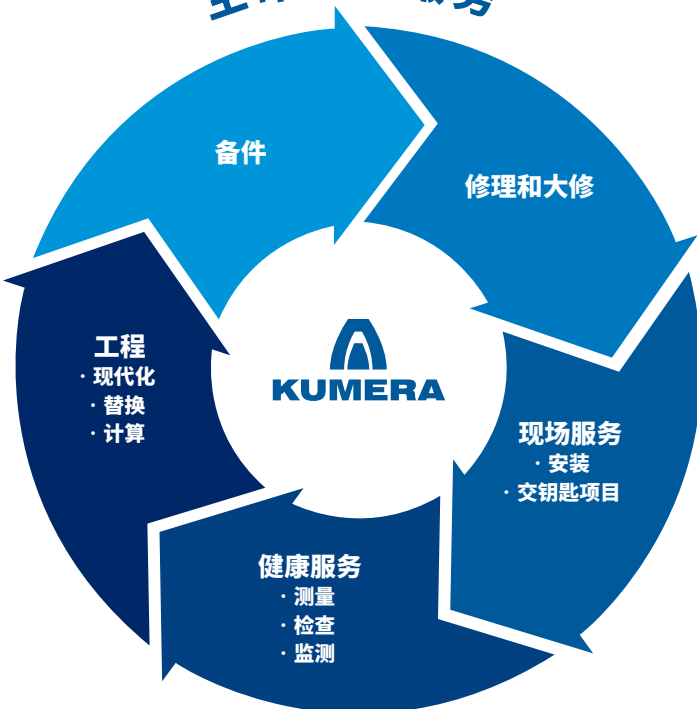 服务
备件
修理和大修
现场服务
· 安装
· 交钥匙项目
健康服务
· 测量
· 检查
· 监测
工程
· 现代化
· 替换
· 计算
KUMERA